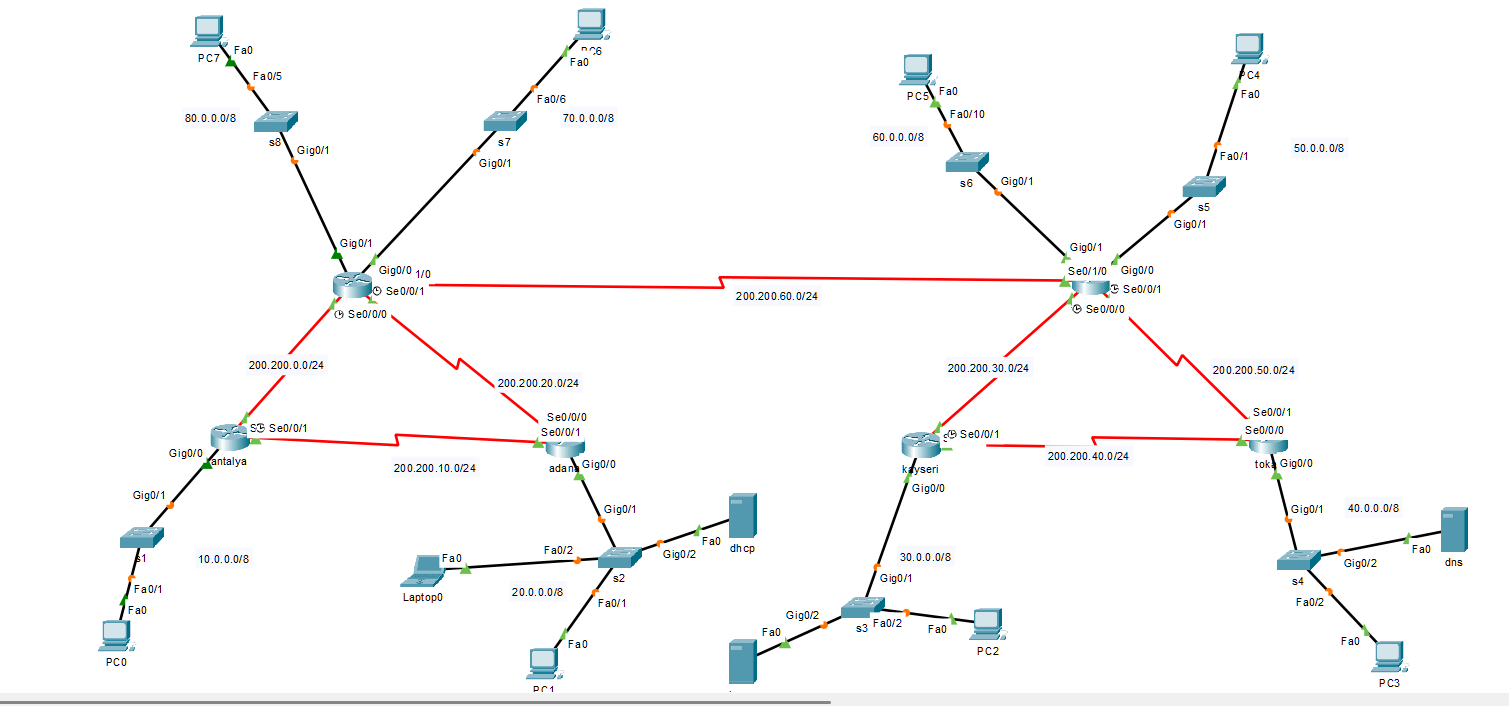 PC7
Fa0
Fa0/5
80.0.0.0/8
s8
Gig0/1
Gig0/1
PC6
Fa0
Fa0/6
70.0.0.0/8
s7
Gig0/1
Gig0/0
1/0
Se0/0/1
Se0/0/0
200.200.60.0/24
PC5
Fa0
Fa0/10
60.0.0.0/8
s6
Gig0/1
Gig0/1
PC4
Fa0
Fa0/1
50.0.0.0/8
s5
Gig0/1
Gig0/0
Se0/1/0
Se0/0/1
Se0/0/0
200.200.0.0/24
200.200.20.0/24
Se0/0/1
antalya
Gig0/0
Gig0/1
s1
10.0.0.0/8
Fa0/1
Fa0
PC0
200.200.10.0/24
Se0/0/0
Se0/0/1
adana
Gig0/0
Gig0/1
s2
Gig0/2
Fa0
dhcp
Fa0/2
Fa0
Laptop0
20.0.0.0/8
Fa0/1
Fa0
PC1
200.200.30.0/24
200.200.50.0/24
Se0/0/1
kayseri
Gig0/0
200.200.40.0/24
30.0.0.0/8
Gig0/1
s3
Gig0/2
Fa0
Fa0/2
Fa0
PC2
Se0/0/1
Se0/0/0
Gig0/0
Gig0/1
40.0.0.0/8
s4
Gig0/2
Fa0
dns
Fa0/2
Fa0
PC3